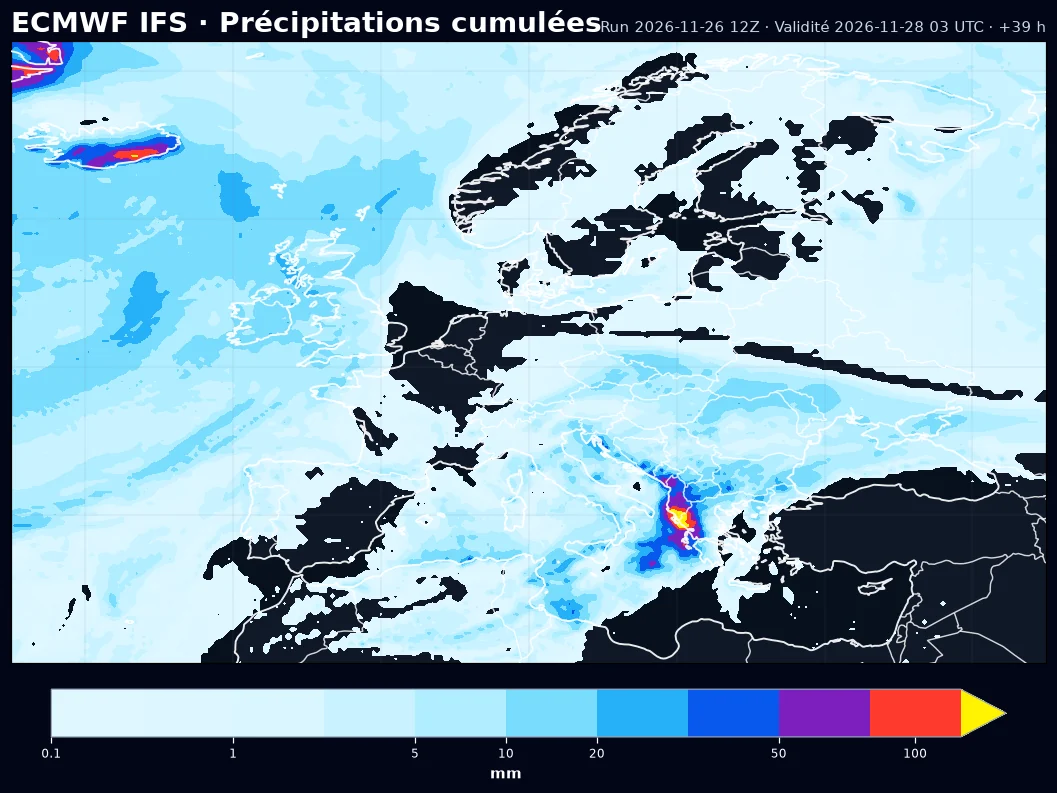 ECMWF IFS · Précipitations cumulées
Run 2026-11-26 12Z · Validité 2026-11-28 03 UTC · +39 h
0.1 1 5 10 20 50 100
mm